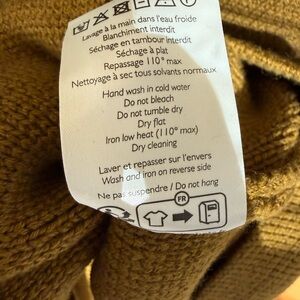 Lavage à la main dans l'eau froide
Blanchiment interdit
Séchage en tambour interdit
Séchage à plat
Repassage 110° max
Nettoyage à sec tous solvants normaux
Hand wash in cold water
Do not bleach
Do not tumble dry
Dry flat
Iron low heat (110° max)
Dry cleaning
Laver et repasser sur l'envers
Wash and iron on reverse side
Ne pas suspendre / Do not hang
FR